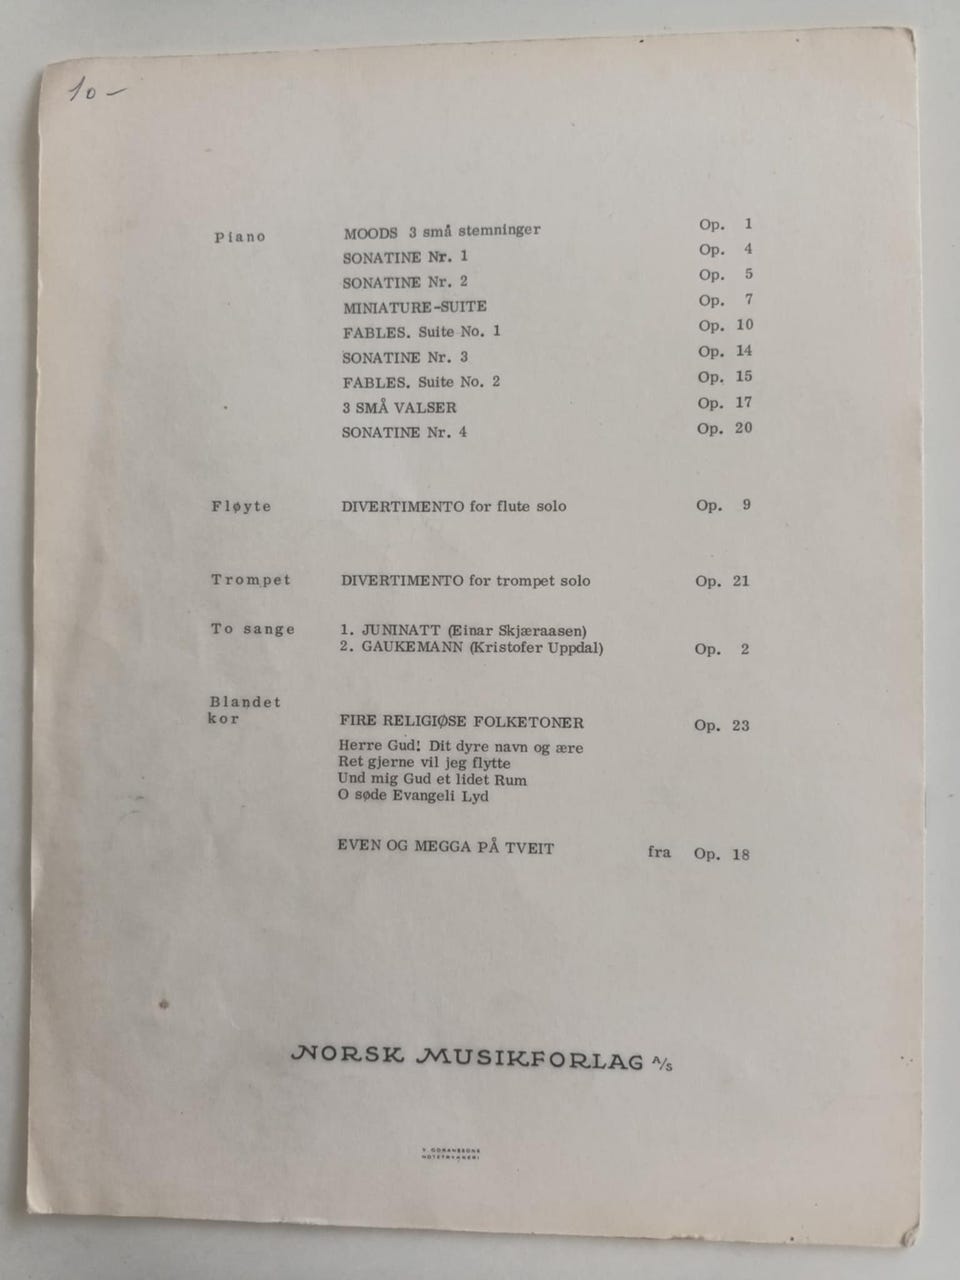 10 -
Piano MOODS 3 små stemninger Op. 1
SONATINE Nr. 1 Op. 4
SONATINE Nr. 2 Op. 5
MINIATURE-SUITE Op. 7
FABLES. Suite No. 1 Op. 10
SONATINE Nr. 3 Op. 14
FABLES. Suite No. 2 Op. 15
3 SMÅ VALSER Op. 17
SONATINE Nr. 4 Op. 20
Fløyte DIVERTIMENTO for flute solo Op. 9
Trompet DIVERTIMENTO for trompet solo Op. 21
To sange 1. JUNINATT (Einar Skjæraasen)
2. GAUKEMANN (Kristofer Uppdal) Op. 2
Blandet
kor FIRE RELIGIØSE FOLKETONER Op. 23
Herre Gud! Dit dyre navn og ære
Ret gjerne vil jeg flytte
Und mig Gud et lidet Rum
O søde Evangeli Lyd
EVEN OG MEGGA PÅ TVEIT fra Op. 18
NORSK MUSIKFORLAG A/S